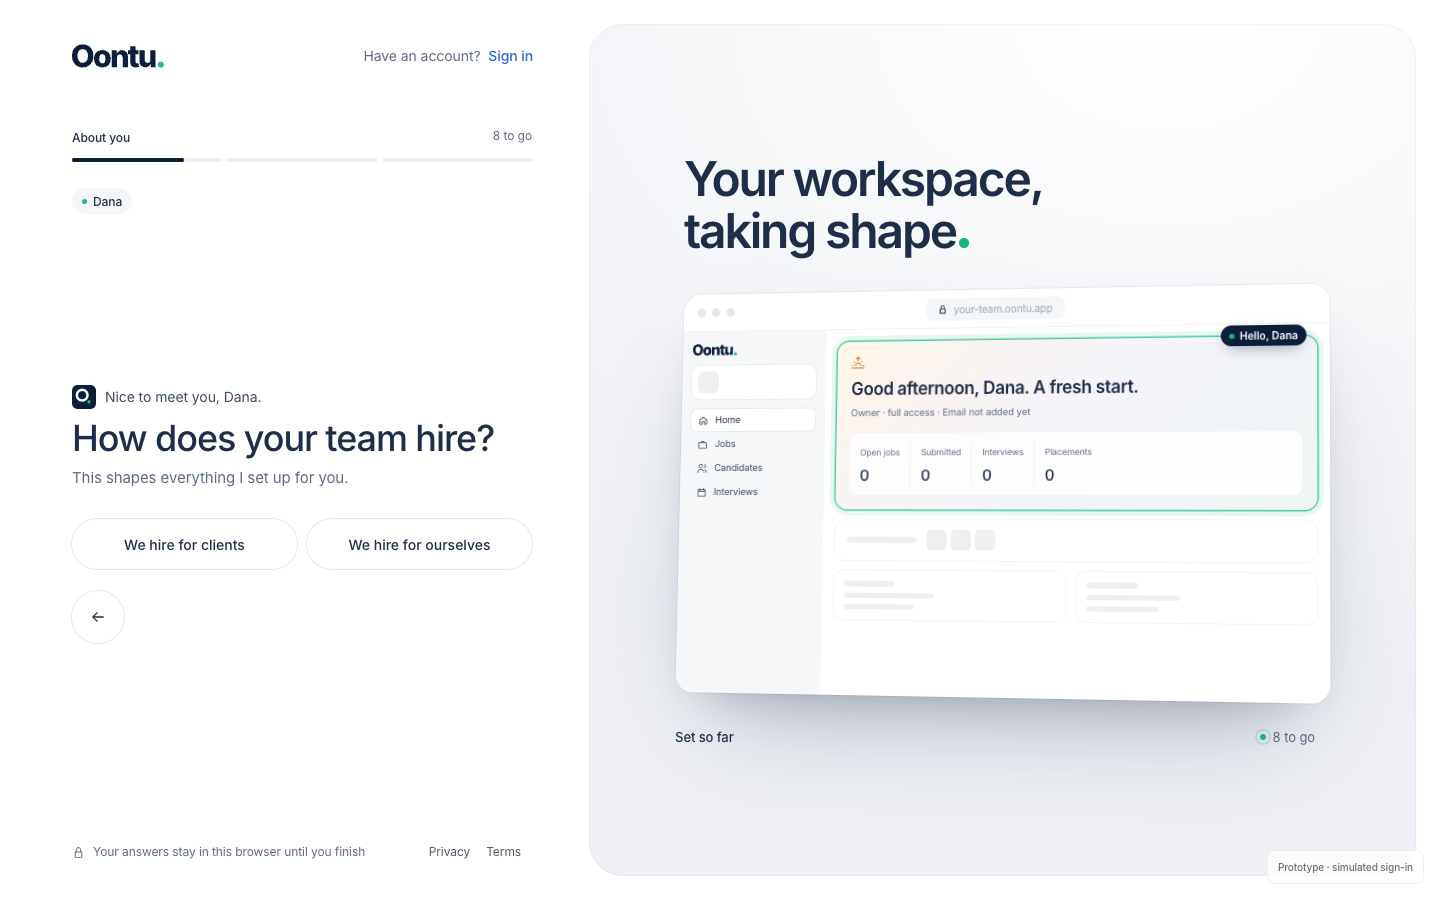 Oontu.
Have an account? Sign in
About you
8 to go
Dana
Nice to meet you, Dana.
How does your team hire?
This shapes everything I set up for you.
We hire for clients
We hire for ourselves
Your answers stay in this browser until you finish
Privacy
Terms
Your workspace,
taking shape.
your-team.oontu.app
Oontu.
Home
Jobs
Candidates
Interviews
Hello, Dana
Good afternoon, Dana. A fresh start.
Owner · full access · Email not added yet
Open jobs
0
Submitted
0
Interviews
0
Placements
0
Set so far
8 to go
Prototype · simulated sign-in